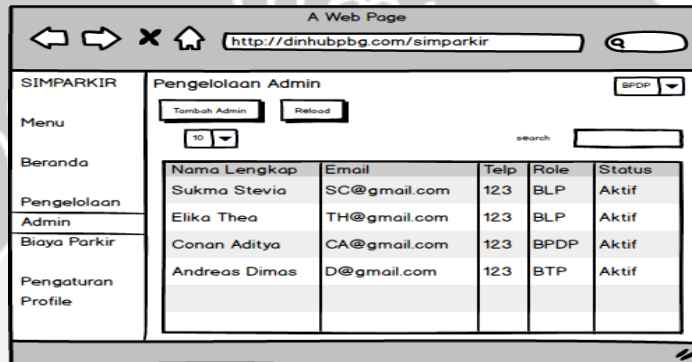 A Web Page
http://dinhubpbg.com/simparkir
SIMPARKIR
Menu
Beranda
Pengelolaan
Admin
Biaya Parkir
Pengaturan
Profile
Pengelolaan Admin
BPDP
Tambah Admin Reload
10 search
Nama Lengkap Email Telp Role Status
Sukma Stevia SC@gmail.com 123 BLP Aktif
Elika Thea TH@gmail.com 123 BLP Aktif
Conan Aditya CA@gmail.com 123 BPDP Aktif
Andreas Dimas D@gmail.com 123 BTP Aktif